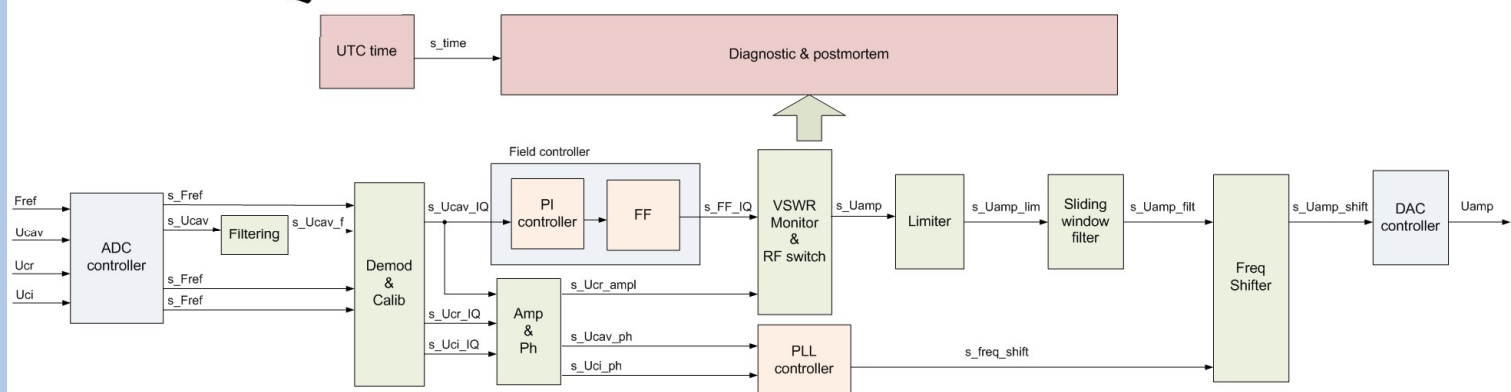 UTC time
s_time
Diagnostic & postmortem
Field controller
Fref
Ucav
Ucr
Uci
ADC
controller
s_Fref
s_Ucav
s_Fref
s_Fref
Filtering
s_Ucav_f
Demod
&
Calib
s_Ucav_IQ
s_Ucr_IQ
s_Uci_IQ
PI
controller
FF
s_FF_IQ
Amp
&
Ph
s_Ucr_ampl
s_Ucav_ph
s_Uci_ph
VSWR
Monitor
&
RF switch
PLL
controller
s_Uamp
Limiter
s_Uamp_lim
Sliding
window
filter
s_Uamp_filt
s_freq_shift
Freq
Shifter
s_Uamp_shift
DAC
controller
Uamp